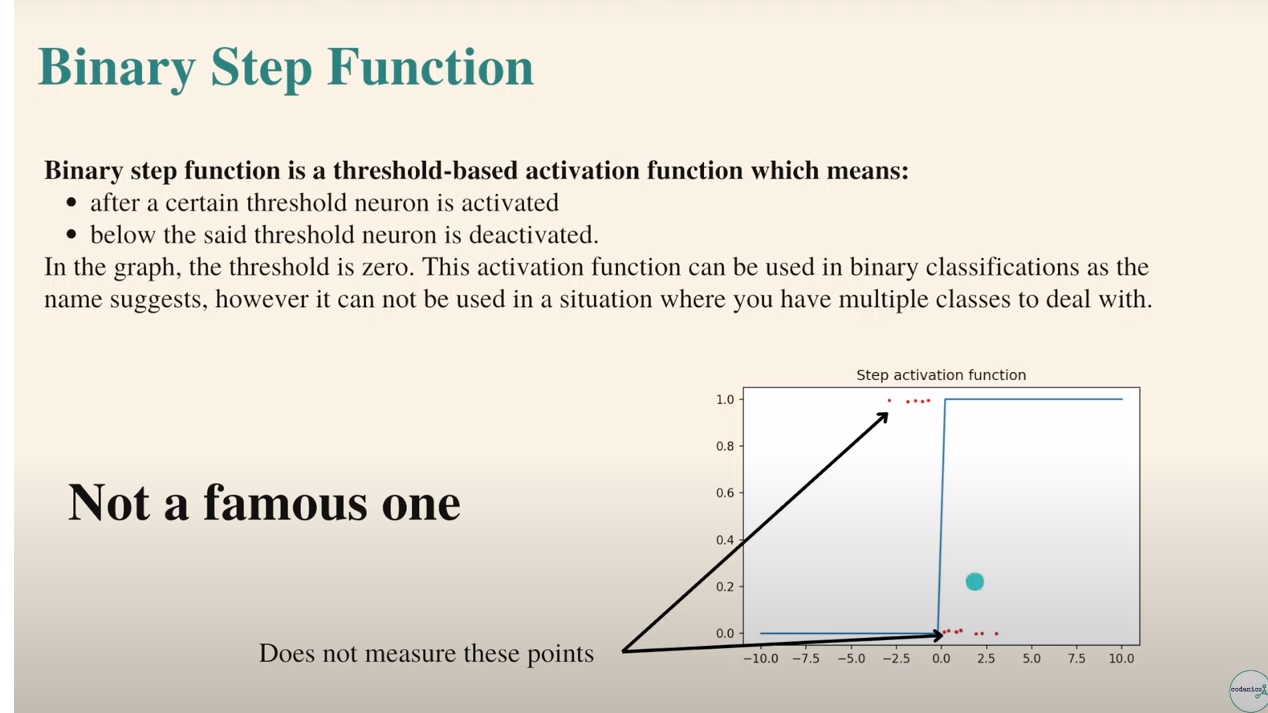 Binary Step Function
Binary step function is a threshold-based activation function which means:
• after a certain threshold neuron is activated
• below the said threshold neuron is deactivated.
In the graph, the threshold is zero. This activation function can be used in binary classifications as the
name suggests, however it can not be used in a situation where you have multiple classes to deal with.
Step activation function
1.0
0.8
0.6
0.4
0.2
0.0
−10.0 −7.5 −5.0 −2.5 0.0 2.5 5.0 7.5 10.0
Not a famous one
Does not measure these points
codanics